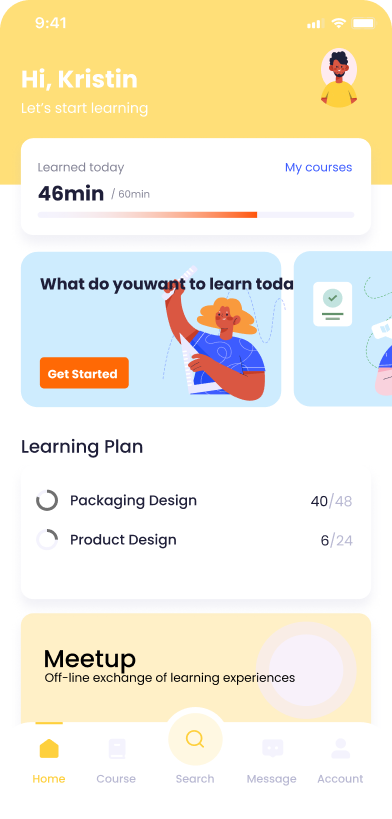 9:41
Hi, Kristin
Let's start learning
Learned today
My courses
46min / 60min
What do youwant to learn toda
Get Started
Learning Plan
Packaging Design 40/48
Product Design 6/24
Meetup
Off-line exchange of learning experiences
Home Course Search Message Account